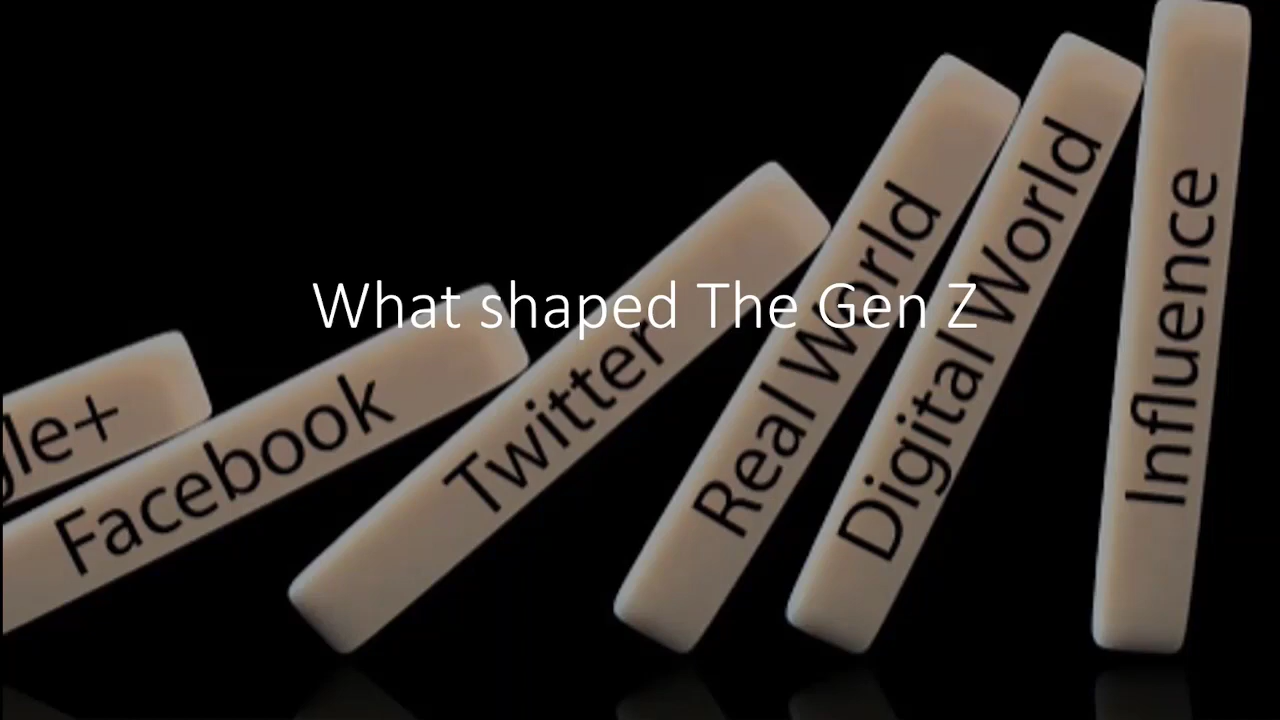 What shaped The Gen Z
gle+
Facebook
Twitter
Real World
Digital World
Influence